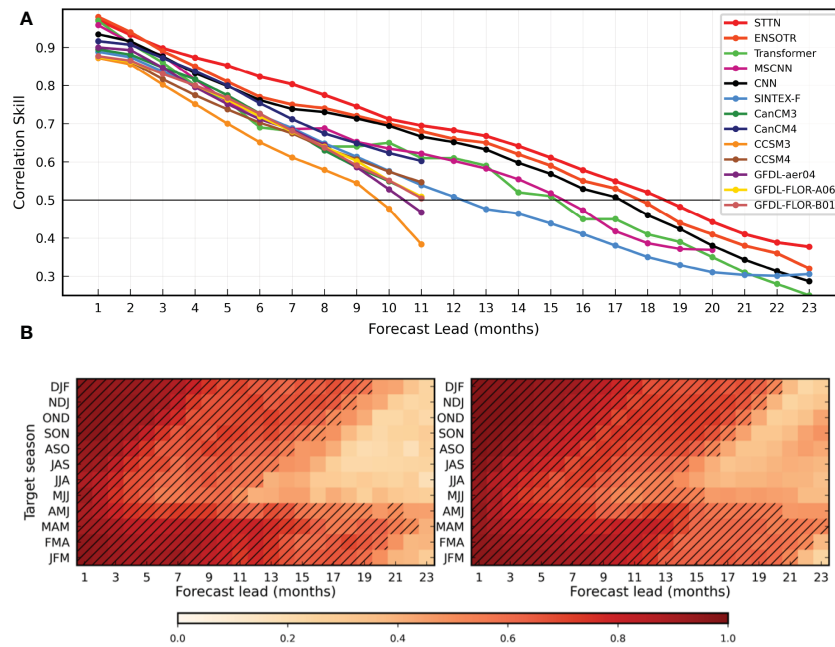 A
Correlation Skill
0.9
0.8
0.7
0.6
0.5
0.4
0.3
STTN
ENSOTR
Transformer
MSCNN
CNN
SINTEX-F
CanCM3
CanCM4
CCSM3
CCSM4
GFDL-aer04
GFDL-FLOR-A06
GFDL-FLOR-B01
1 2 3 4 5 6 7 8 9 10 11 12 13 14 15 16 17 18 19 20 21 22 23
Forecast Lead (months)
B
Target season
DJF
NDJ
OND
SON
ASO
JAS
JJA
MJJ
AMJ
MAM
FMA
JFM
1 3 5 7 9 11 13 15 17 19 21 23
Forecast lead (months)
DJF
NDJ
OND
SON
ASO
JAS
JJA
MJJ
AMJ
MAM
FMA
JFM
1 3 5 7 9 11 13 15 17 19 21 23
Forecast lead (months)
0.0 0.2 0.4 0.6 0.8 1.0